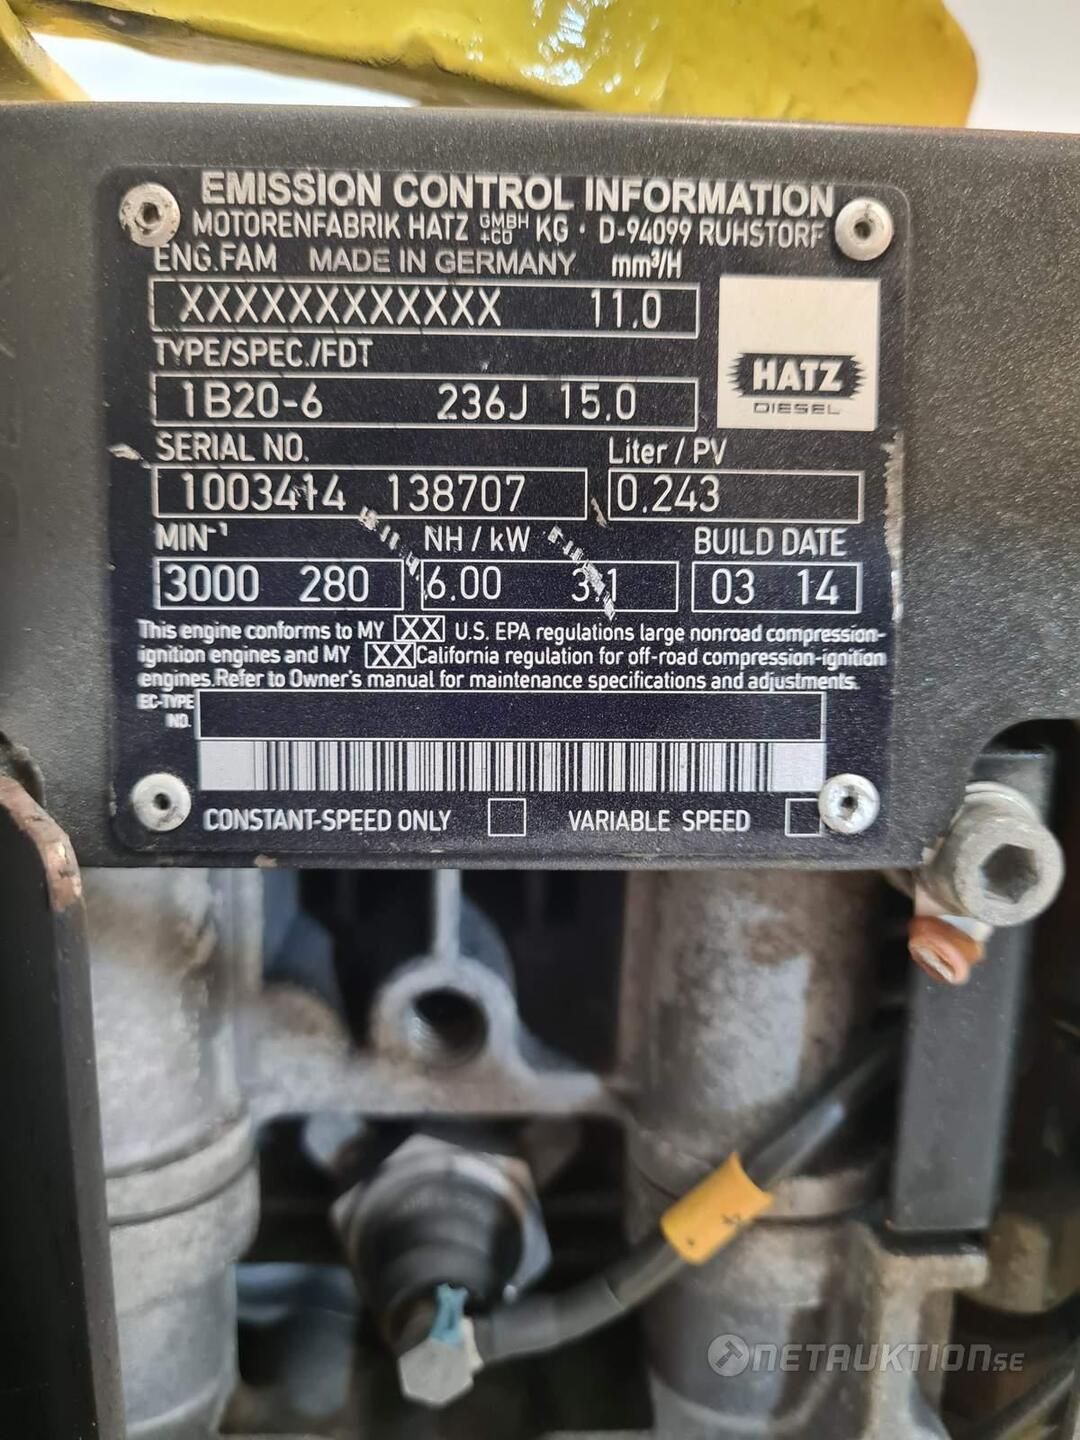 EMISSION CONTROL INFORMATION
MOTORENFABRIK HATZ GMBH +CO KG · D-94099 RUHSTORF
ENG.FAM MADE IN GERMANY mm³/H
XXXXXXXXXXXX 11.0
TYPE/SPEC./FDT
1B20-6 236J 15.0
HATZ
DIESEL
SERIAL NO. Liter / PV
1003414 138707 0.243
MIN⁻¹ NH / kW BUILD DATE
3000 280 6.00 3.1 03 14
This engine conforms to MY XX U.S. EPA regulations large nonroad compression-
ignition engines and MY XX California regulation for off-road compression-ignition
engines. Refer to Owner's manual for maintenance specifications and adjustments.
EC-TYPE
NO.
CONSTANT-SPEED ONLY VARIABLE SPEED
NETAUKTION.SE